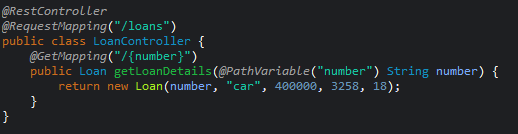 @RestController
@RequestMapping("/loans")
public class LoanController {
    @GetMapping("/{number}")
    public Loan getLoanDetails(@PathVariable("number") String number) {
        return new Loan(number, "car", 400000, 3258, 18);
    }
}